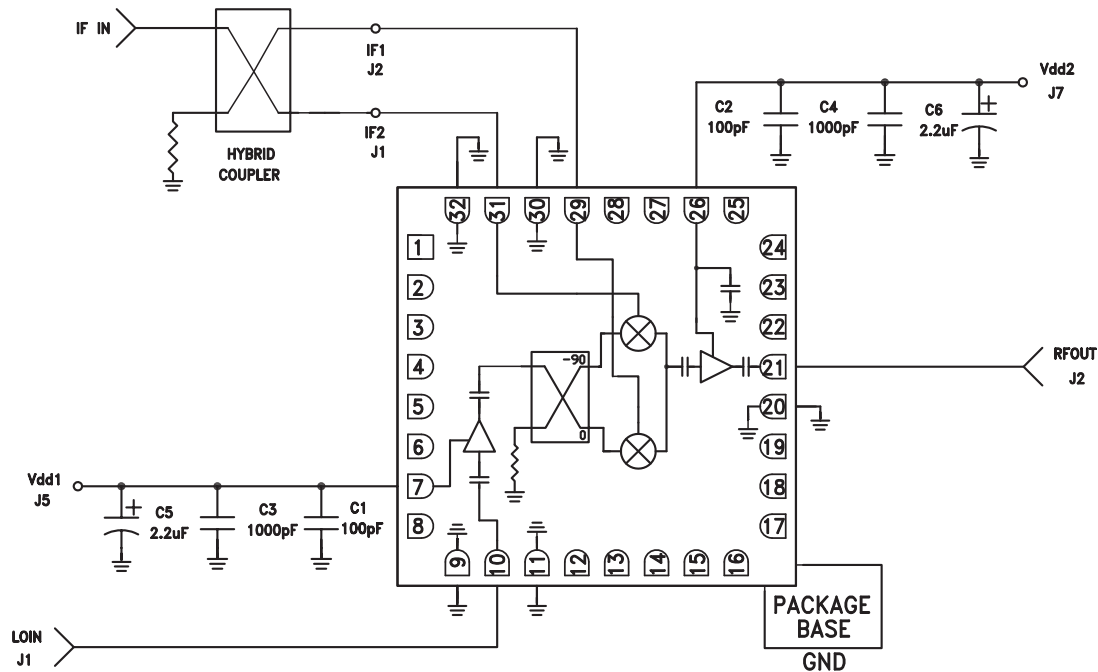 IF IN
IF1
J2
IF2
J1
HYBRID
COUPLER
Vdd2
J7
C2
100pF
C4
1000pF
C6
2.2uF
+
32
31
30
29
28
27
26
25
1
2
3
4
5
6
7
8
24
23
22
21
20
19
18
17
-90
0
RFOUT
J2
Vdd1
J5
+
C5
2.2uF
C3
1000pF
C1
100pF
9
10
11
12
13
14
15
16
LOIN
J1
PACKAGE
BASE
GND